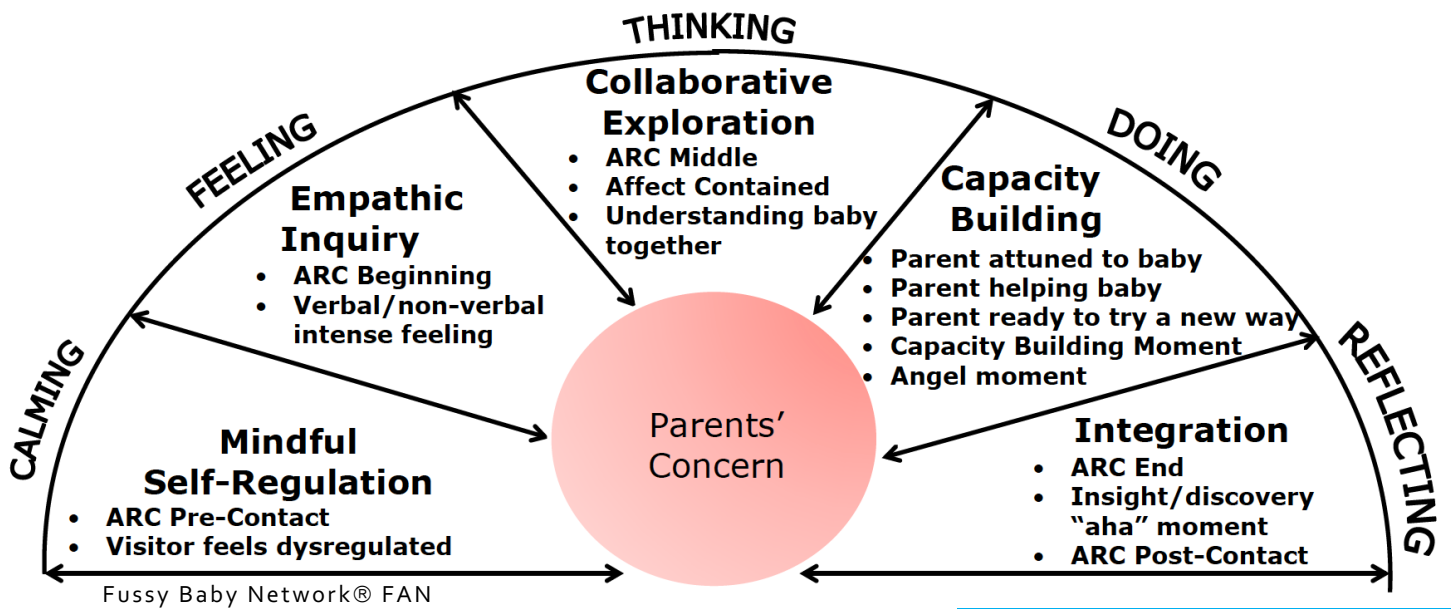 THINKING
FEELING
DOING
CALMING
REFLECTING
Mindful
Self-Regulation
• ARC Pre-Contact
• Visitor feels dysregulated
Empathic
Inquiry
• ARC Beginning
• Verbal/non-verbal
intense feeling
Collaborative
Exploration
• ARC Middle
• Affect Contained
• Understanding baby
together
Capacity
Building
• Parent attuned to baby
• Parent helping baby
• Parent ready to try a new way
• Capacity Building Moment
• Angel moment
Integration
• ARC End
• Insight/discovery
“aha” moment
• ARC Post-Contact
Parents’
Concern
Fussy Baby Network® FAN